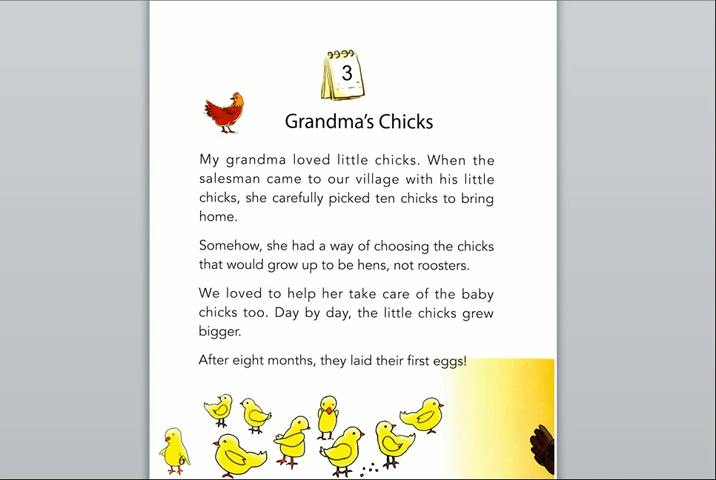 3
Grandma's Chicks
My grandma loved little chicks. When the
salesman came to our village with his little
chicks, she carefully picked ten chicks to bring
home.
Somehow, she had a way of choosing the chicks
that would grow up to be hens, not roosters.
We loved to help her take care of the baby
chicks too. Day by day, the little chicks grew
bigger.
After eight months, they laid their first eggs!